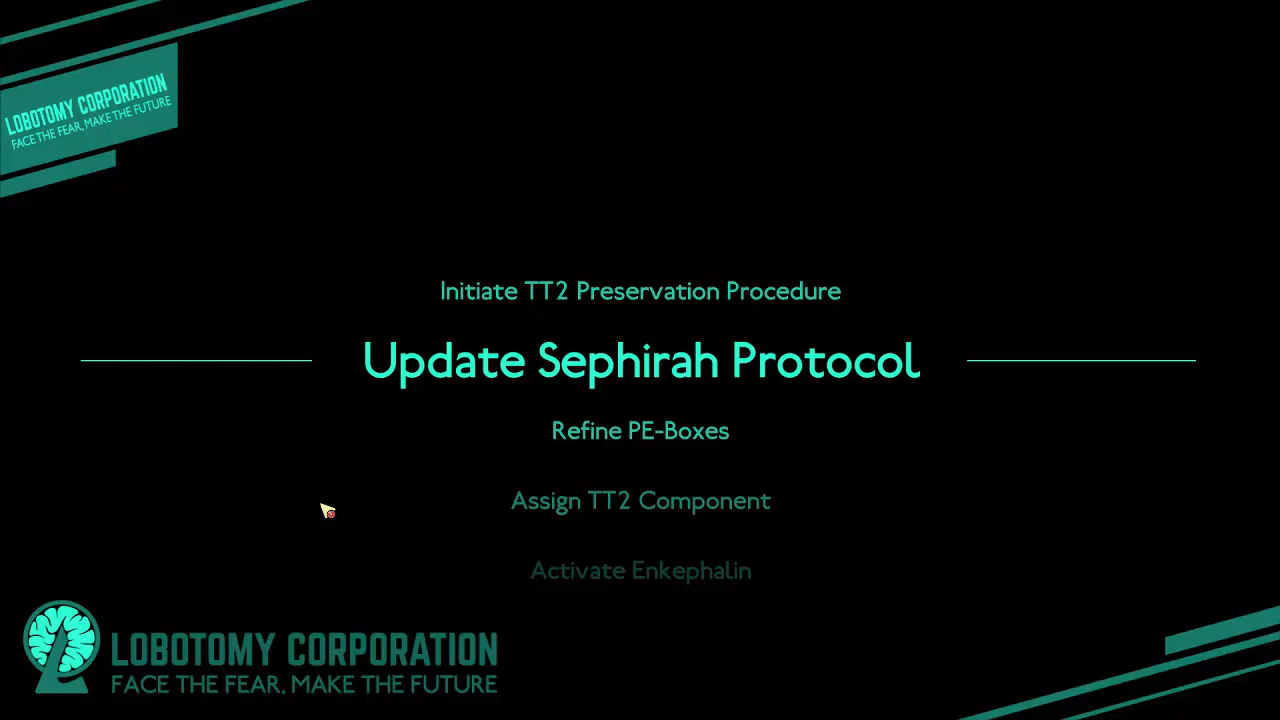 LOBOTOMY CORPORATION
FACE THE FEAR, MAKE THE FUTURE
Initiate TT2 Preservation Procedure
Update Sephirah Protocol
Refine PE-Boxes
Assign TT2 Component
Activate Enkephalin
LOBOTOMY CORPORATION
FACE THE FEAR, MAKE THE FUTURE